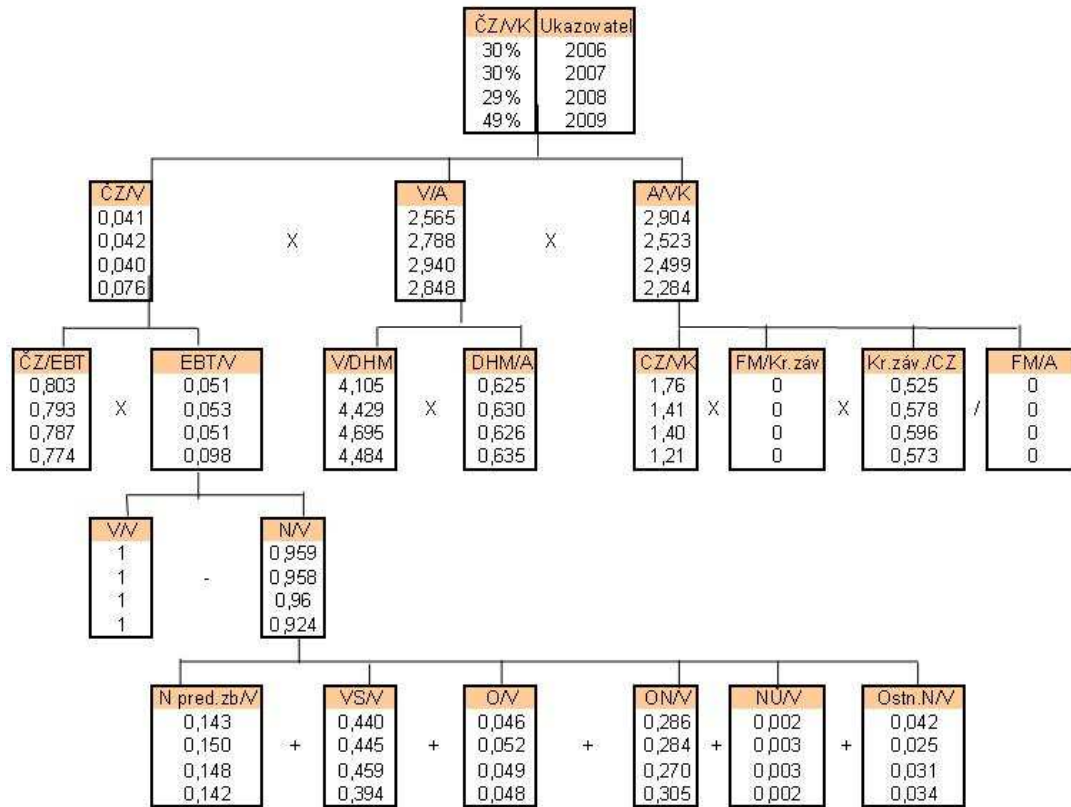 ČZ/VK Ukazovatel
30% 2006
30% 2007
29% 2008
49% 2009
ČZ/V V/A A/VK
0,041 2,565 2,904
0,042 X 2,788 X 2,523
0,040 2,940 2,499
0,076 2,848 2,284
ČZ/EBT EBT/V V/DHM DHM/A CZ/VK FM/Kr.záv Kr.záv./CZ FM/A
0,803 0,051 4,105 0,625 1,76 0 0,525 0
0,793 X 0,053 4,429 X 0,630 1,41 X 0 X 0,578 / 0
0,787 0,051 4,695 0,626 1,40 0 0,596 0
0,774 0,098 4,484 0,635 1,21 0 0,573 0
V/V N/V
1 0,959
1 - 0,958
1 0,96
1 0,924
N pred.zb/V VS/V O/V ON/V NÚ/V Ostn.N/V
0,143 0,440 0,046 0,286 0,002 0,042
0,150 + 0,445 + 0,052 + 0,284 + 0,003 + 0,025
0,148 0,459 0,049 0,270 0,003 0,031
0,142 0,394 0,048 0,305 0,002 0,034